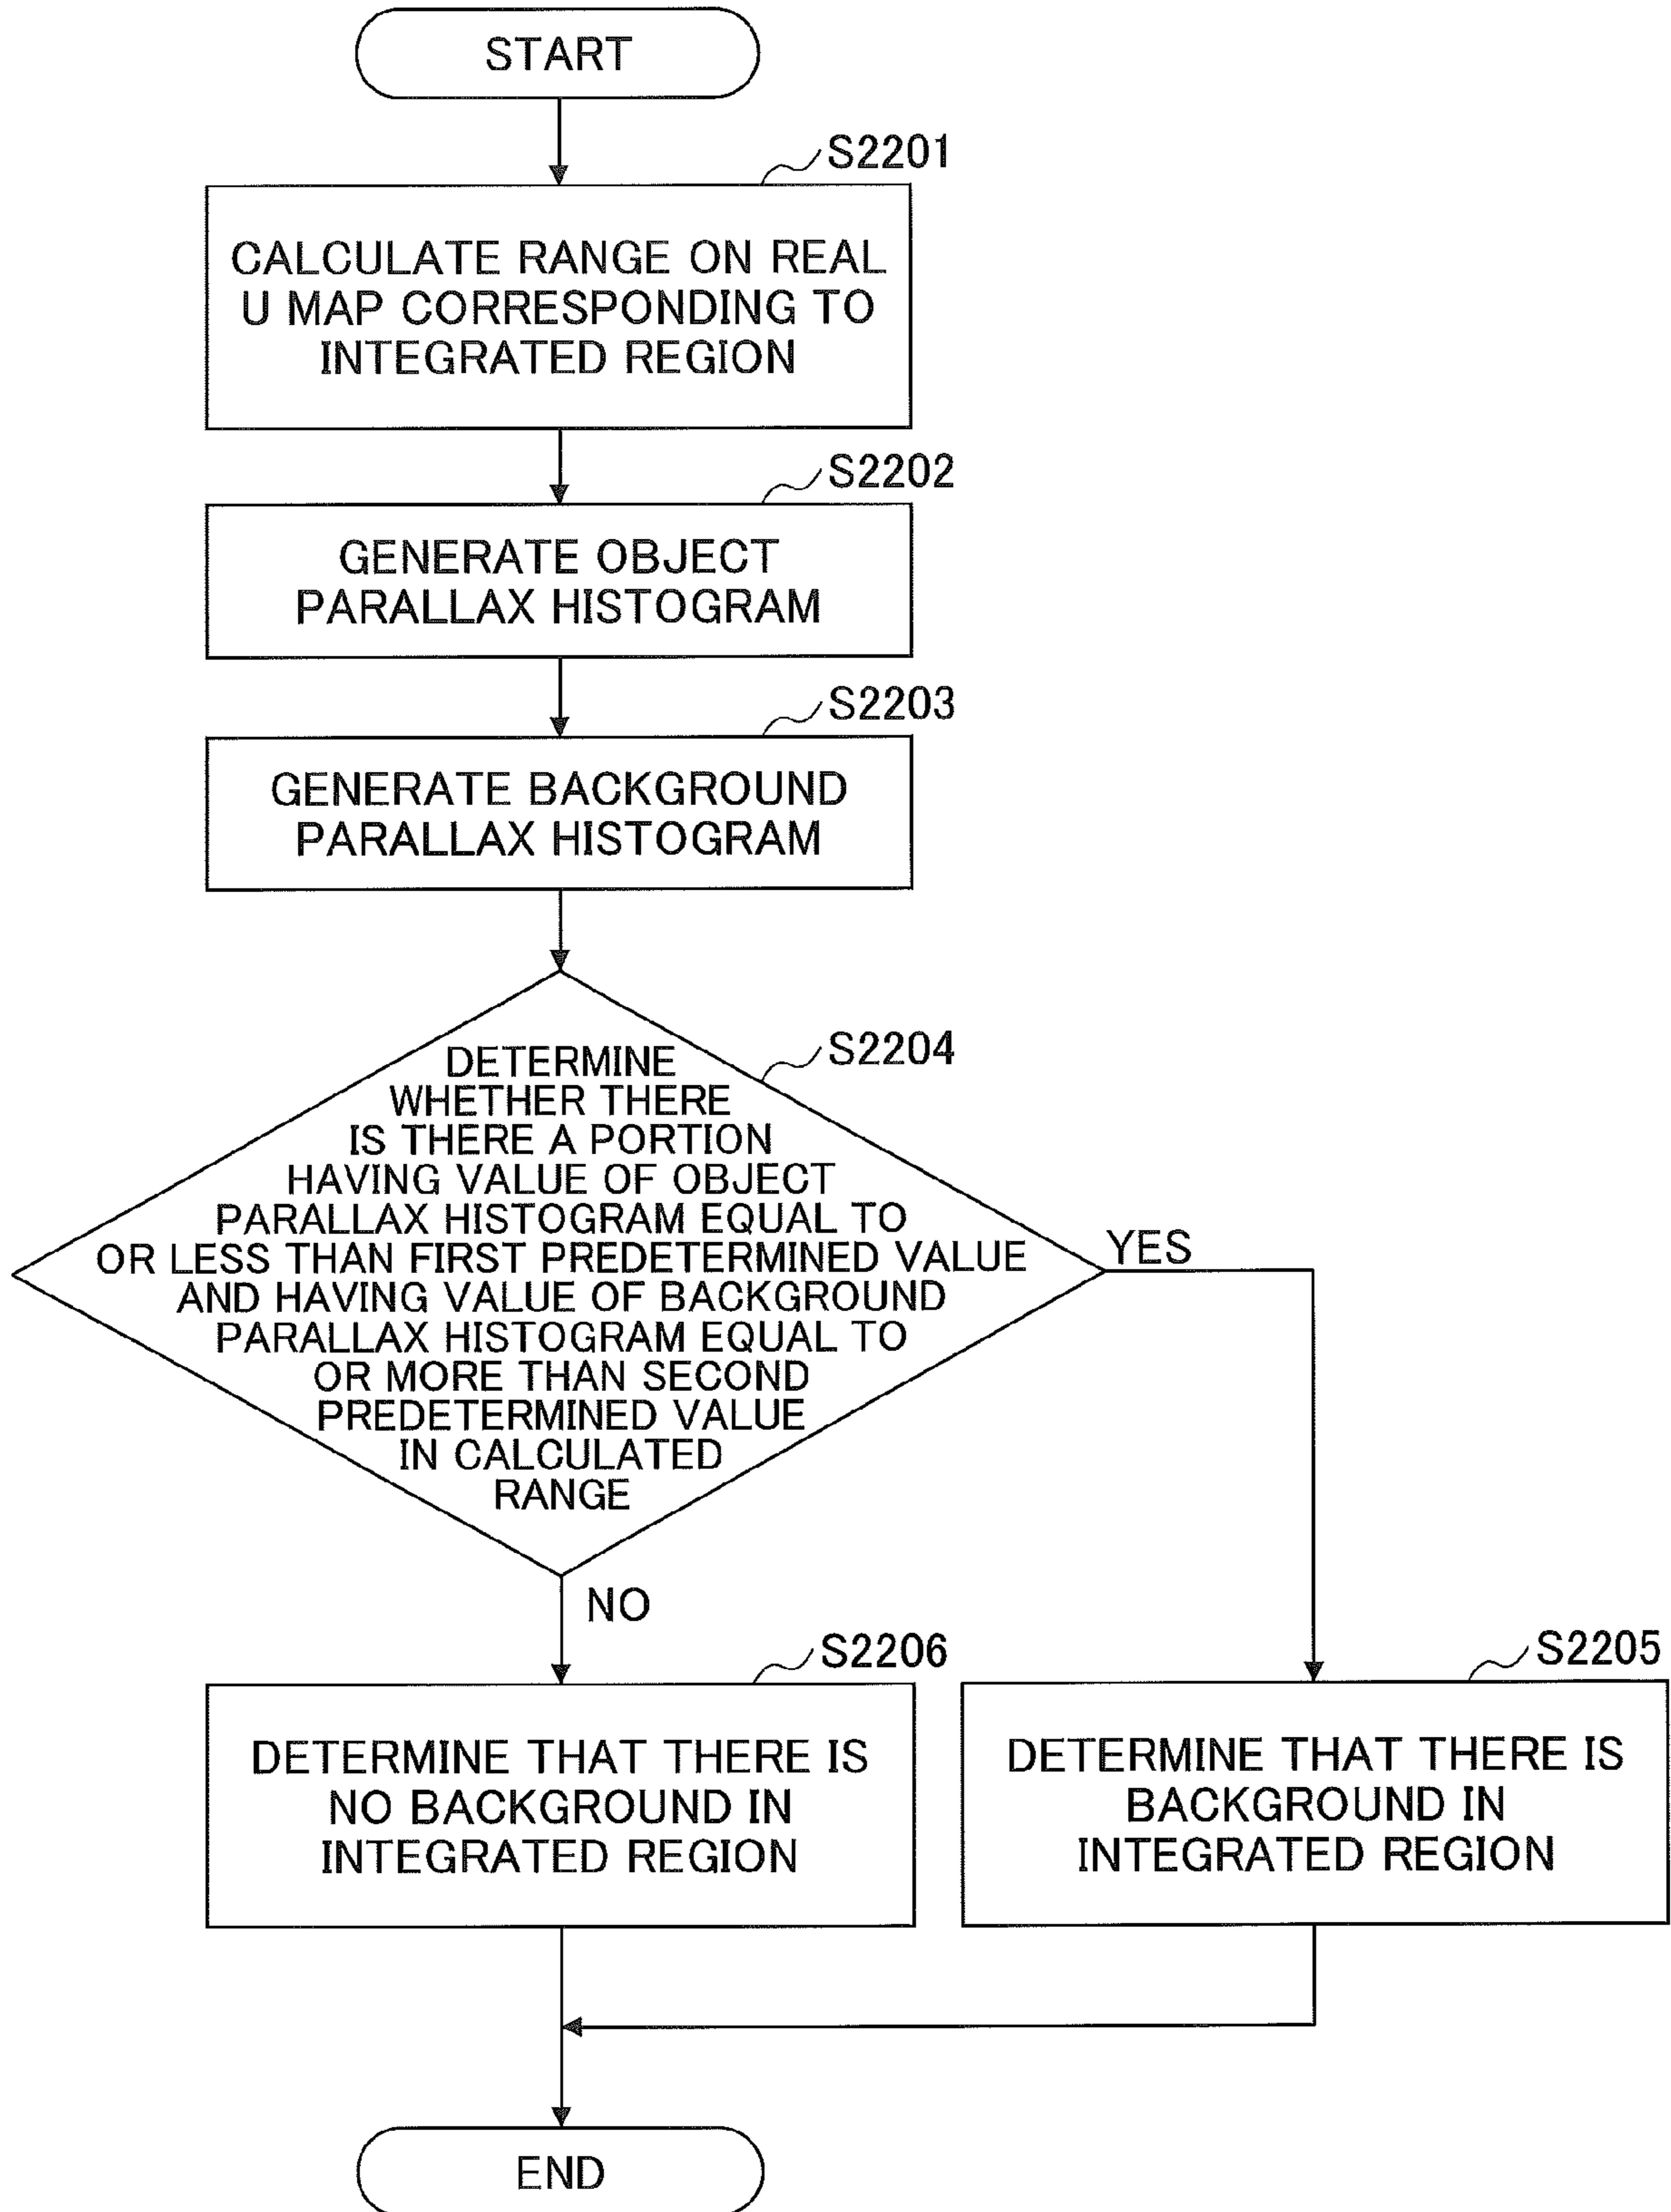 START
S2201
CALCULATE RANGE ON REAL
U MAP CORRESPONDING TO
INTEGRATED REGION
S2202
GENERATE OBJECT
PARALLAX HISTOGRAM
S2203
GENERATE BACKGROUND
PARALLAX HISTOGRAM
S2204
DETERMINE
WHETHER THERE
IS THERE A PORTION
HAVING VALUE OF OBJECT
PARALLAX HISTOGRAM EQUAL TO
OR LESS THAN FIRST PREDETERMINED VALUE
AND HAVING VALUE OF BACKGROUND
PARALLAX HISTOGRAM EQUAL TO
OR MORE THAN SECOND
PREDETERMINED VALUE
IN CALCULATED
RANGE
YES
NO
S2206
DETERMINE THAT THERE IS
NO BACKGROUND IN
INTEGRATED REGION
S2205
DETERMINE THAT THERE IS
BACKGROUND IN
INTEGRATED REGION
END